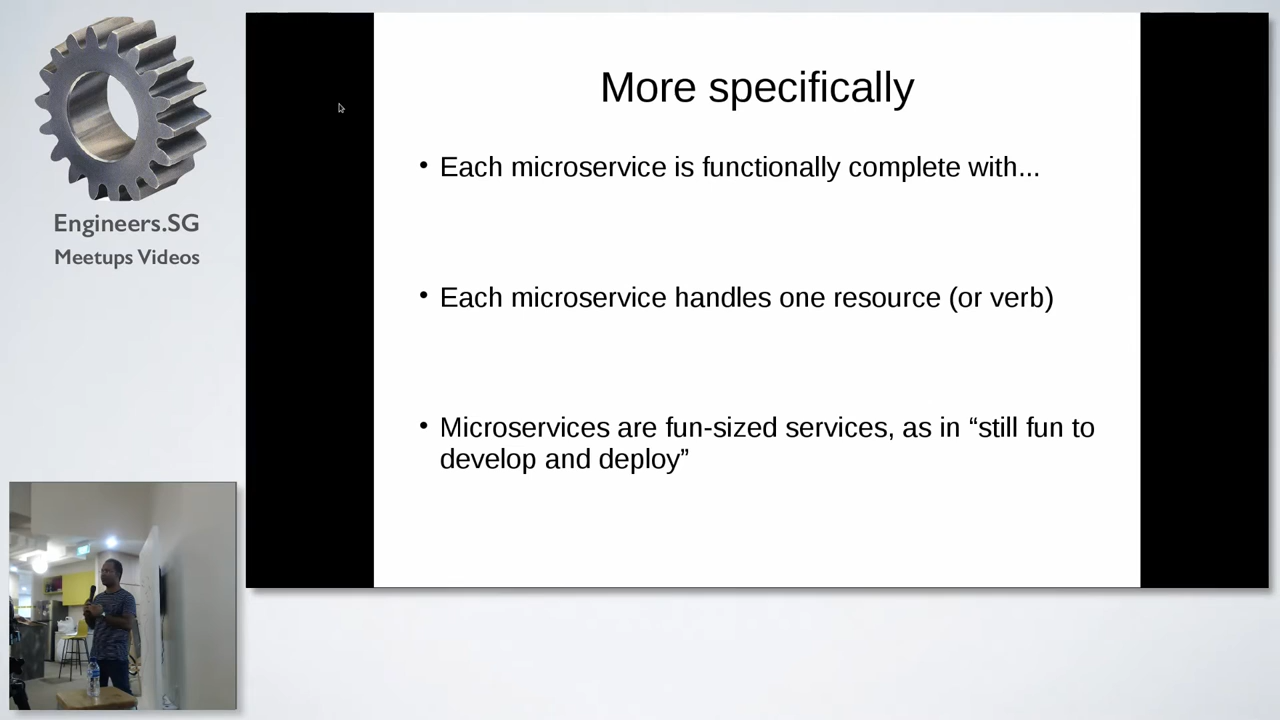 Engineers.SG
Meetups Videos
More specifically
• Each microservice is functionally complete with...
• Each microservice handles one resource (or verb)
• Microservices are fun-sized services, as in “still fun to
develop and deploy”